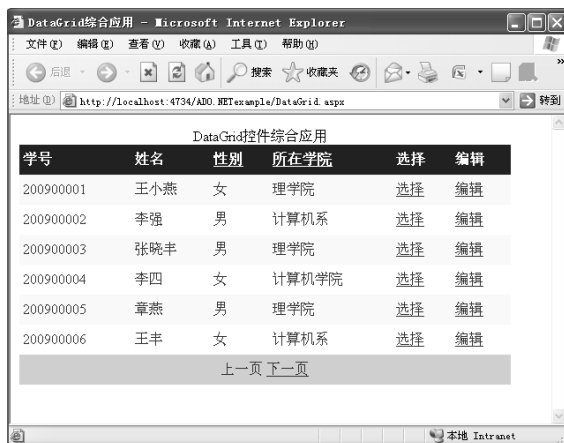 DataGrid综合应用 - Microsoft Internet Explorer
文件(F) 编辑(E) 查看(V) 收藏(A) 工具(T) 帮助(H)
后退 搜索 收藏夹 »
地址(D) http://localhost:4734/ADO.NETexample/DataGrid.aspx 转到
DataGrid控件综合应用
学号 姓名 性别 所在学院 选择 编辑
200900001 王小燕 女 理学院 选择 编辑
200900002 李强 男 计算机系 选择 编辑
200900003 张晓丰 男 理学院 选择 编辑
200900004 李四 女 计算机学院 选择 编辑
200900005 章燕 男 理学院 选择 编辑
200900006 王丰 女 计算机系 选择 编辑
上一页 下一页
本地 Intranet